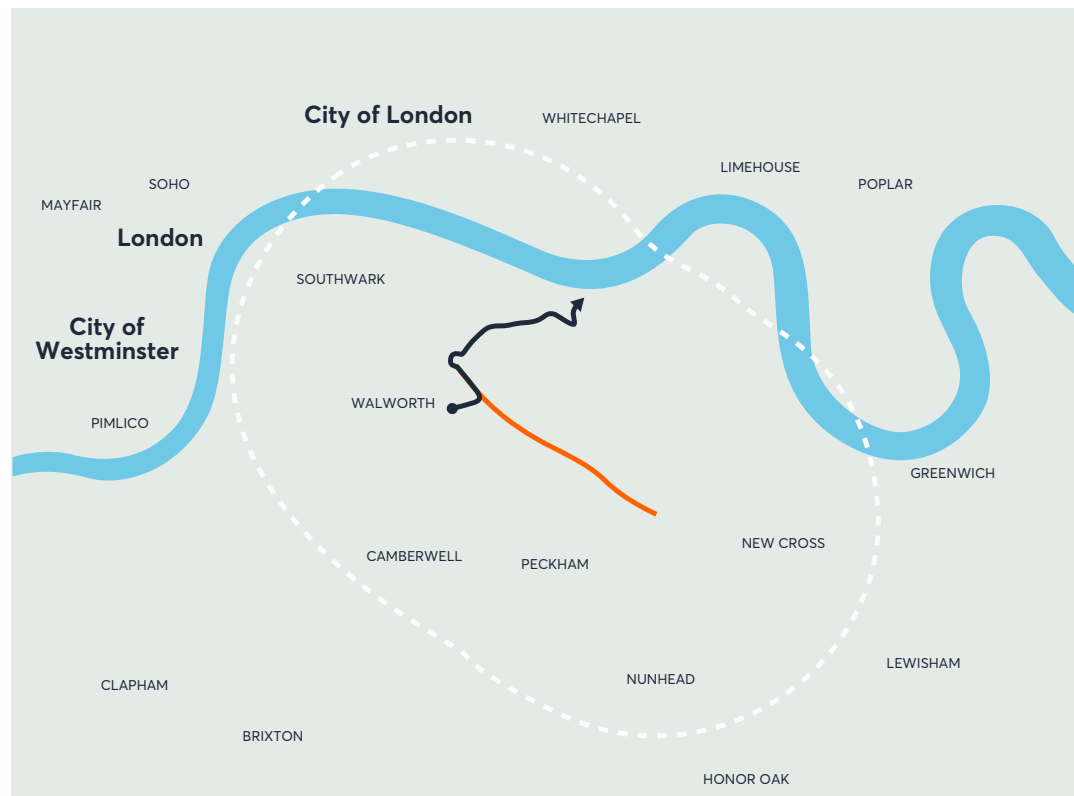 City of London
WHITECHAPEL
LIMEHOUSE
SOHO
POPLAR
MAYFAIR
London
SOUTHWARK
City of
Westminster
WALWORTH
PIMLICO
GREENWICH
NEW CROSS
CAMBERWELL
PECKHAM
LEWISHAM
NUNHEAD
CLAPHAM
BRIXTON
HONOR OAK